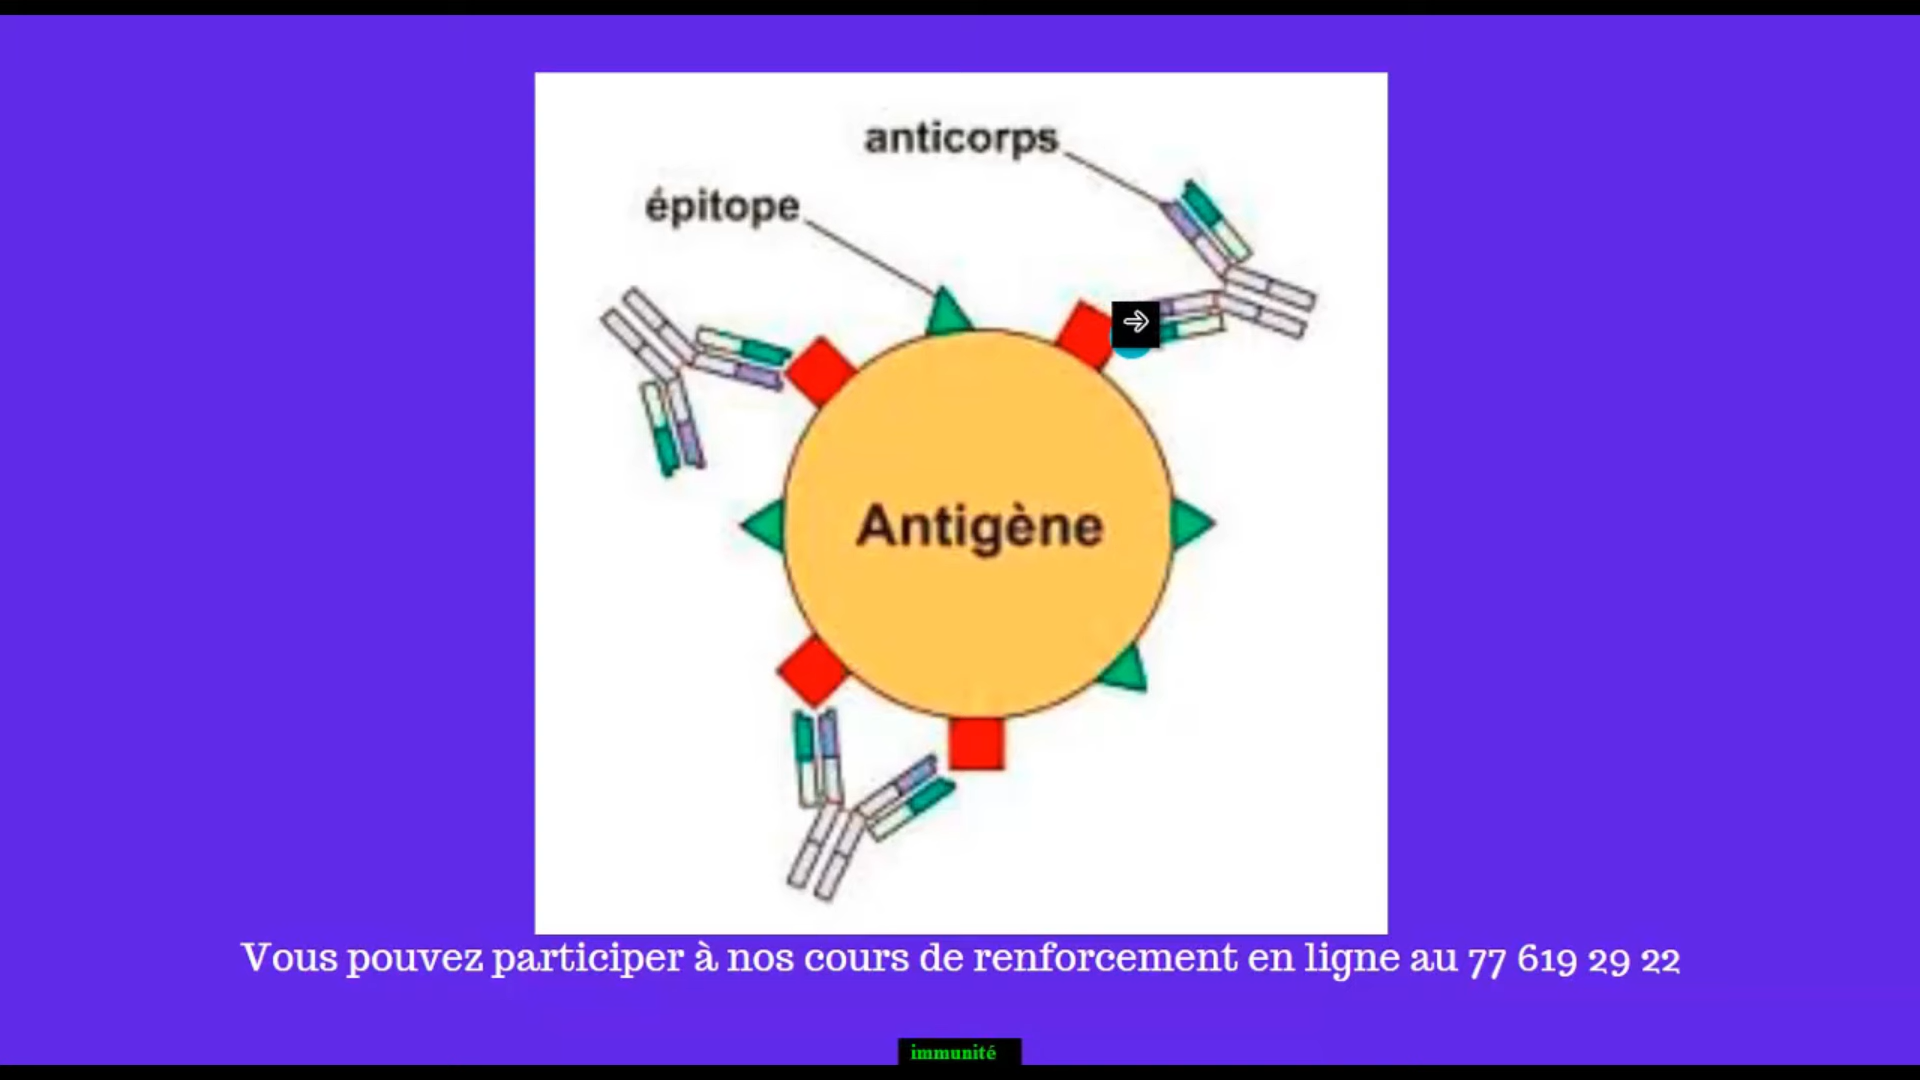 anticorps
épitope
Antigène
Vous pouvez participer à nos cours de renforcement en ligne au 77 619 29 22
immunité